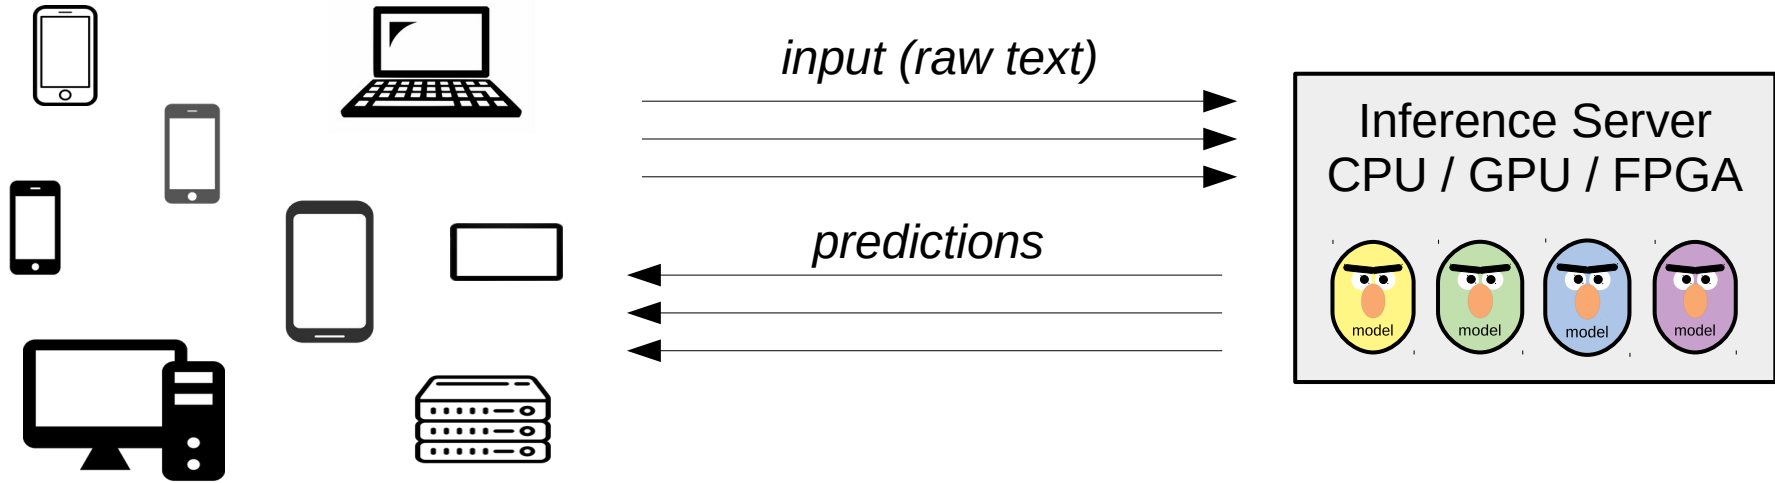 input (raw text)
predictions
Inference Server
CPU / GPU / FPGA
model
model
model
model